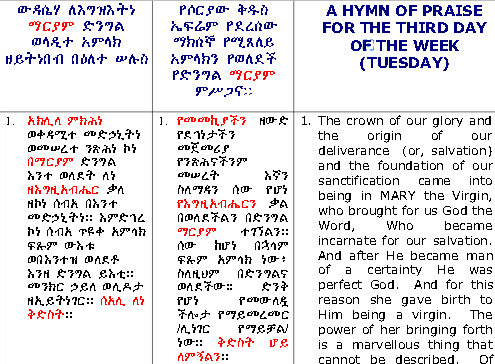 ውዳሴሃ ለእግዝእትነ
ማርያም ድንግል
ወላዲተ አምላክ
ዘይትነበብ በዕለተ ሠሉስ
የሶርያው ቅዱስ
ኤፍሬም የደረሰው
ማክሰኞ የሚጸለይ
አምላክን የወለደች
የድንግል ማርያም
ምሥጋና፡፡
A HYMN OF PRAISE
FOR THE THIRD DAY
OF THE WEEK
(TUESDAY)
1. አክሊለ ምክሕነ
ወቀዳሚተ መድኃኒትነ
ወመሠረተ ንጽሕነ ኮነ
በማርያም ድንግል
እንተ ወለደት ለነ
ዘእግዚአብሔር ቃለ
ዘኮነ ሰብአ በእንተ
መድኃኒትነ፡፡ እምድኅረ
ኮነ ሰብአ ጥዩቀ አምላክ
ፍጹም ውእቱ
ወበእንተዝ ወለደቶ
እንዘ ድንግል ይእቲ፡፡
መንክር ኃይለ ወሊዶታ
ዘኢይትነገር፡፡ ሰአሊ ለነ
ቅድስት፡፡
1. የመመኪያችን ዘውድ
የደኅነታችን
መጀመሪያ
የንጽሕናችንም
መሠረት እኛን
ስለማዳን ሰው የሆነ
የእግዚአብሔርን ቃል
በወለደችልን በድንግል
ማርያም ተገኘልን፡፡
ሰው ከሆነ በኋላም
ፍጹም አምላክ ነው፥
ስለዚህም በድንግልና
ወለደችው፡፡ ድንቅ
የሆነ የመውለዷ
ችሎታ የማይመረመር
/ሊነገር የማይቻል/
ነው፡፡ ቅድስት ሆይ
ለምኝልን፡፡
1. The crown of our glory and
the origin of our
deliverance (or, salvation)
and the foundation of our
sanctification came into
being in MARY the Virgin,
who brought for us God the
Word, Who became
incarnate for our salvation.
And after He became man
of a certainty He was
perfect God. And for this
reason she gave birth to
Him being a virgin. The
power of her bringing forth
is a marvellous thing that
cannot be described. Of